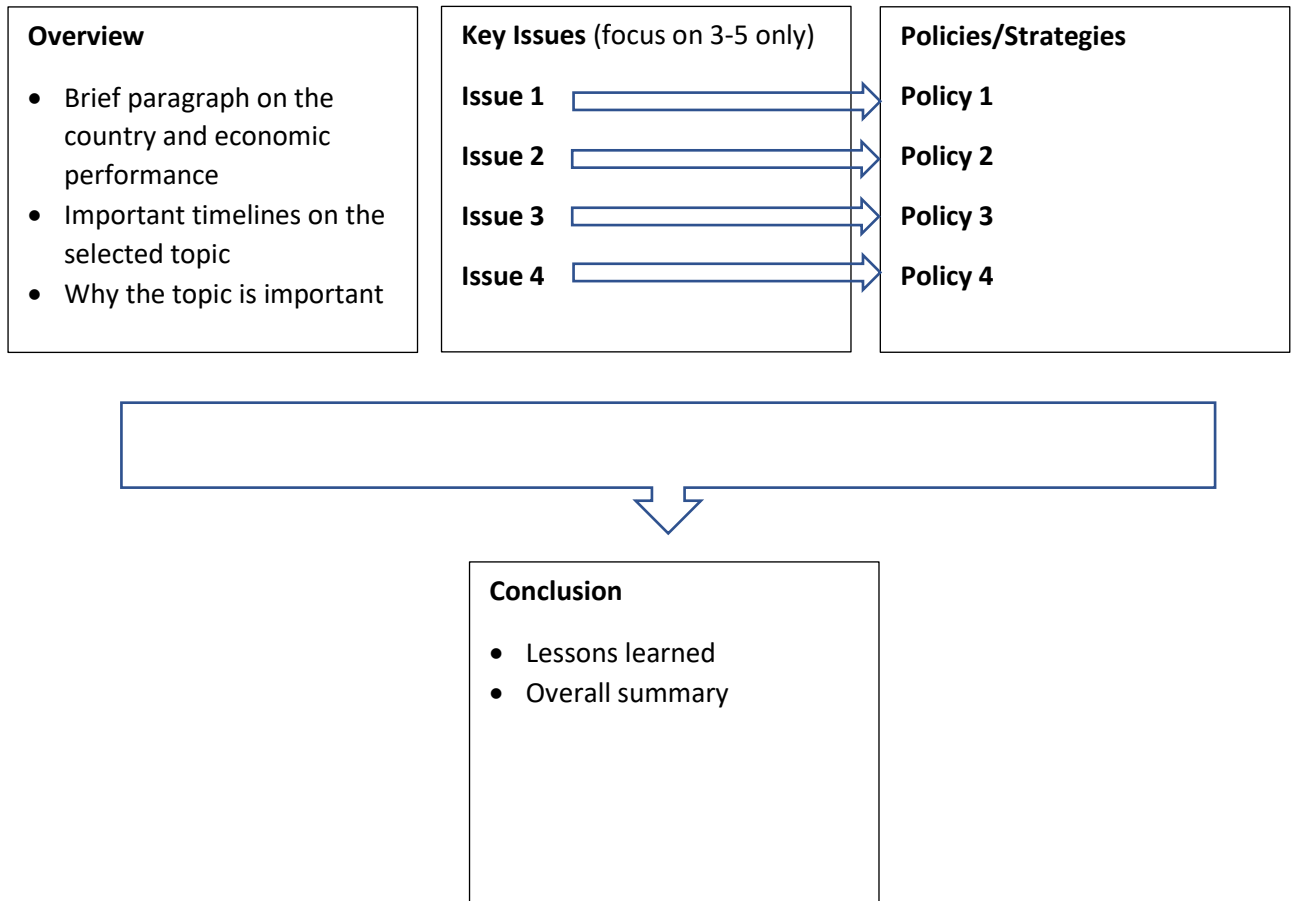 Overview
• Brief paragraph on the
country and economic
performance
• Important timelines on the
selected topic
• Why the topic is important
Key Issues (focus on 3-5 only)
Issue 1
Issue 2
Issue 3
Issue 4
Policies/Strategies
Policy 1
Policy 2
Policy 3
Policy 4
Conclusion
• Lessons learned
• Overall summary